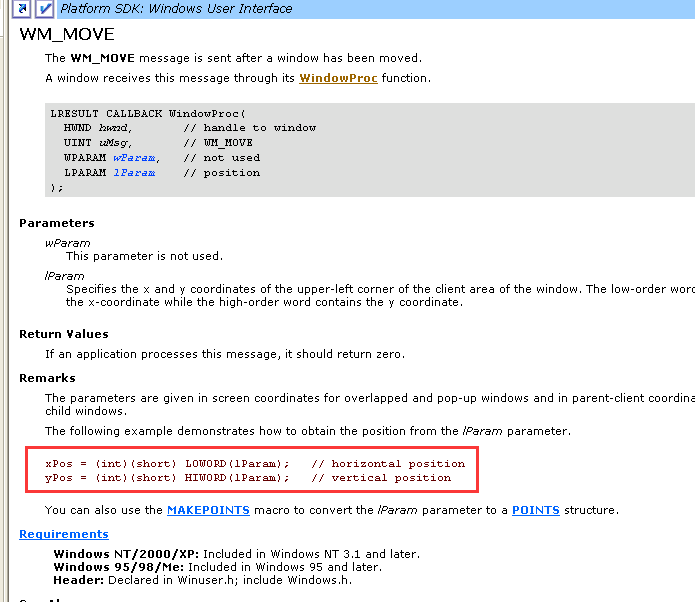 Platform SDK: Windows User Interface
WM_MOVE
The WM_MOVE message is sent after a window has been moved.
A window receives this message through its WindowProc function.
LRESULT CALLBACK WindowProc(
HWND hwnd, // handle to window
UINT uMsg, // WM_MOVE
WPARAM wParam, // not used
LPARAM lParam // position
);
Parameters
wParam
This parameter is not used.
lParam
Specifies the x and y coordinates of the upper-left corner of the client area of the window. The low-order
the x-coordinate while the high-order word contains the y coordinate.
Return Values
If an application processes this message, it should return zero.
Remarks
The parameters are given in screen coordinates for overlapped and pop-up windows and in parent-client
child windows.
The following example demonstrates how to obtain the position from the lParam parameter.
xPos = (int)(short) LOWORD(lParam); // horizontal position
yPos = (int)(short) HIWORD(lParam); // vertical position
You can also use the MAKEPOINTS macro to convert the lParam parameter to a POINTS structure.
Requirements
Windows NT/2000/XP: Included in Windows NT 3.1 and later.
Windows 95/98/Me: Included in Windows 95 and later.
Header: Declared in Winuser.h; include Windows.h.